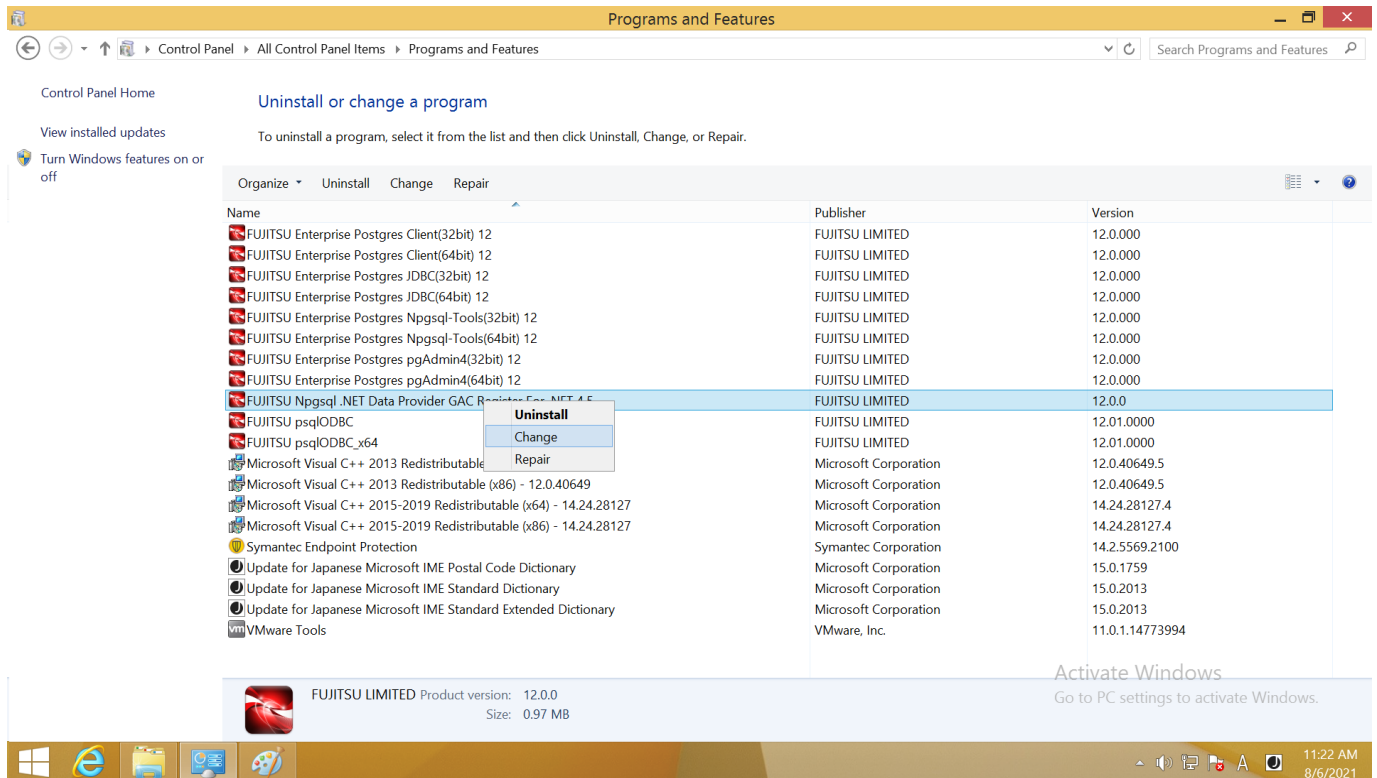 Programs and Features
Control Panel All Control Panel Items Programs and Features
Search Programs and Features
Control Panel Home
View installed updates
Turn Windows features on or
off
Uninstall or change a program
To uninstall a program, select it from the list and then click Uninstall, Change, or Repair.
Organize Uninstall Change Repair
Name Publisher Version
FUJITSU Enterprise Postgres Client(32bit) 12 FUJITSU LIMITED 12.0.000
FUJITSU Enterprise Postgres Client(64bit) 12 FUJITSU LIMITED 12.0.000
FUJITSU Enterprise Postgres JDBC(32bit) 12 FUJITSU LIMITED 12.0.000
FUJITSU Enterprise Postgres JDBC(64bit) 12 FUJITSU LIMITED 12.0.000
FUJITSU Enterprise Postgres Npgsql-Tools(32bit) 12 FUJITSU LIMITED 12.0.000
FUJITSU Enterprise Postgres Npgsql-Tools(64bit) 12 FUJITSU LIMITED 12.0.000
FUJITSU Enterprise Postgres pgAdmin4(32bit) 12 FUJITSU LIMITED 12.0.000
FUJITSU Enterprise Postgres pgAdmin4(64bit) 12 FUJITSU LIMITED 12.0.000
FUJITSU Npgsql .NET Data Provider GAC Register For .NET 4.5 FUJITSU LIMITED 12.0.0
Uninstall
Change
Repair
FUJITSU psqlODBC FUJITSU LIMITED 12.01.0000
FUJITSU psqlODBC_x64 FUJITSU LIMITED 12.01.0000
Microsoft Visual C++ 2013 Redistributable Microsoft Corporation 12.0.40649.5
Microsoft Visual C++ 2013 Redistributable (x86) - 12.0.40649 Microsoft Corporation 12.0.40649.5
Microsoft Visual C++ 2015-2019 Redistributable (x64) - 14.24.28127 Microsoft Corporation 14.24.28127.4
Microsoft Visual C++ 2015-2019 Redistributable (x86) - 14.24.28127 Microsoft Corporation 14.24.28127.4
Symantec Endpoint Protection Symantec Corporation 14.2.5569.2100
Update for Japanese Microsoft IME Postal Code Dictionary Microsoft Corporation 15.0.1759
Update for Japanese Microsoft IME Standard Dictionary Microsoft Corporation 15.0.2013
Update for Japanese Microsoft IME Standard Extended Dictionary Microsoft Corporation 15.0.2013
vm VMware Tools VMware, Inc. 11.0.1.14773994
Activate Windows
Go to PC settings to activate Windows.
FUJITSU LIMITED Product version: 12.0.0
Size: 0.97 MB
A
11:22 AM
8/6/2021